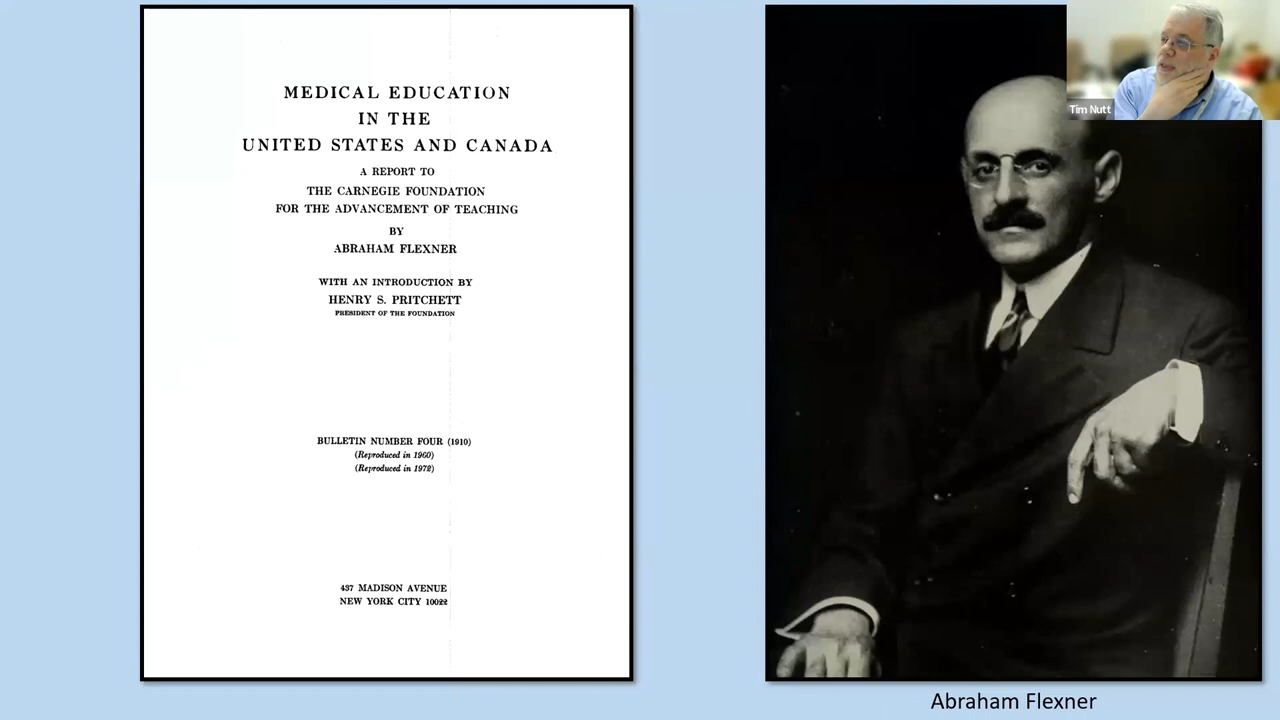 MEDICAL EDUCATION
IN THE
UNITED STATES AND CANADA
A REPORT TO
THE CARNEGIE FOUNDATION
FOR THE ADVANCEMENT OF TEACHING
BY
ABRAHAM FLEXNER
WITH AN INTRODUCTION BY
HENRY S. PRITCHETT
PRESIDENT OF THE FOUNDATION
BULLETIN NUMBER FOUR (1910)
(Reproduced in 1960)
(Reproduced in 1972)
437 MADISON AVENUE
NEW YORK CITY 10022
Tim Nutt
Abraham Flexner